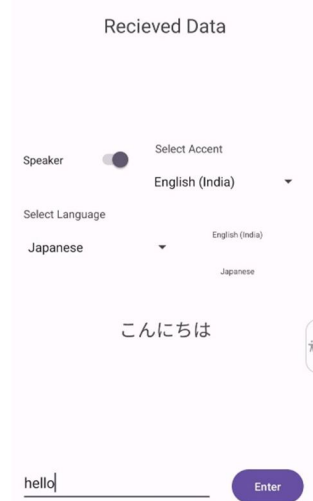 Recieved Data
Speaker
Select Accent
English (India)
Select Language
Japanese
English (India)
Japanese
こんにちは
hello
Enter